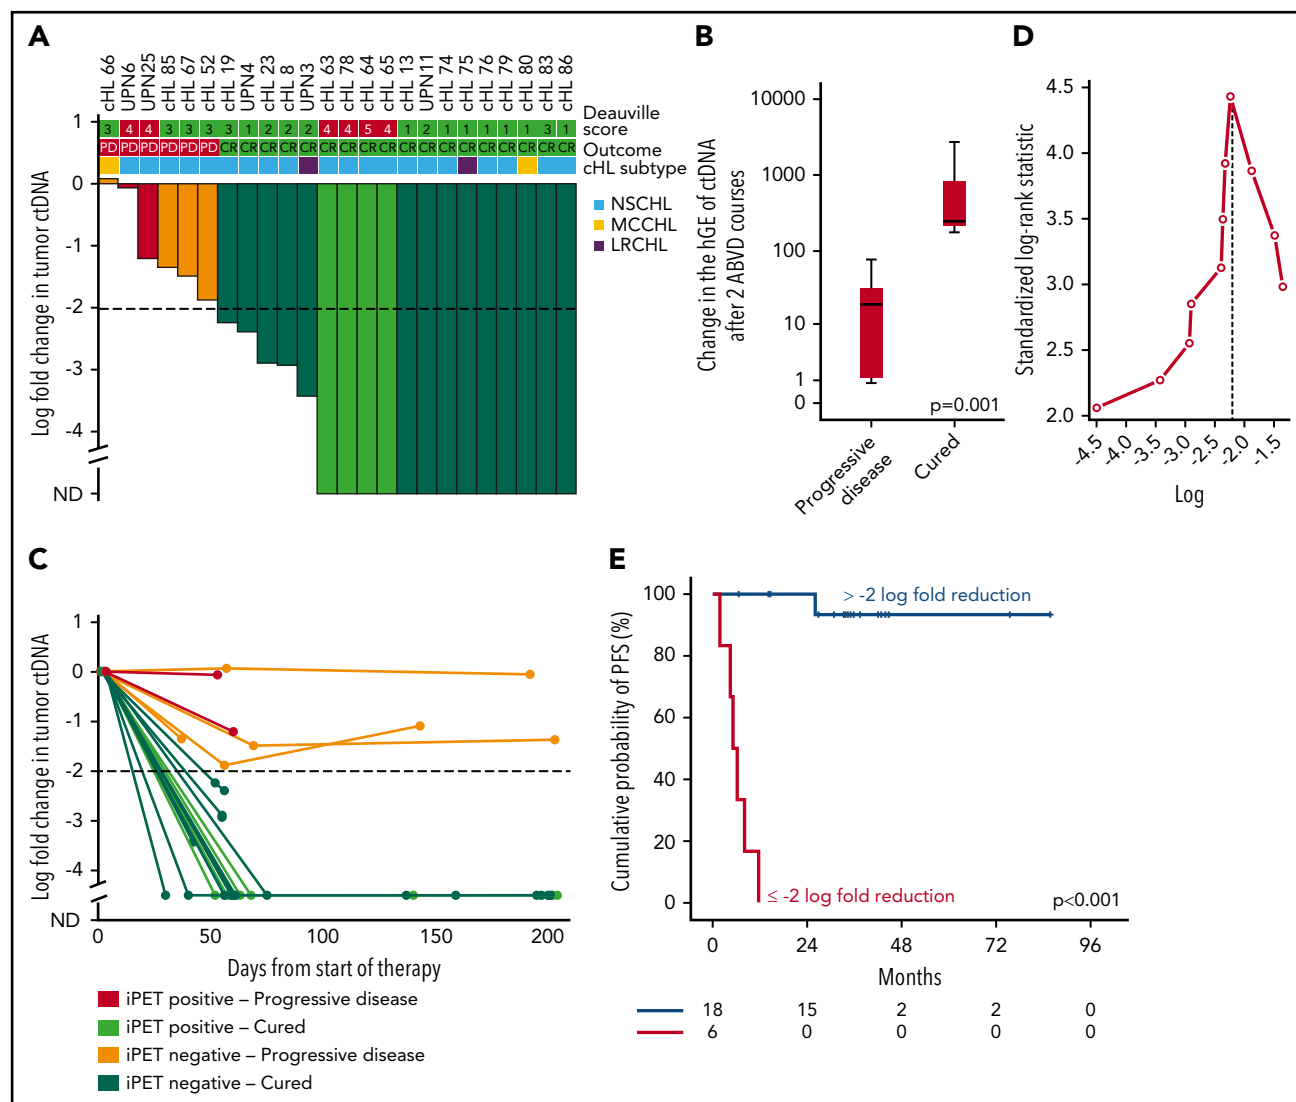 A
cHL 66
UPN6
UPN25
cHL 85
cHL 67
cHL 52
cHL 19
UPN4
cHL 23
cHL 8
UPN3
cHL 63
cHL 78
cHL 64
cHL 65
cHL 13
UPN11
cHL 74
cHL 75
cHL 76
cHL 79
cHL 80
cHL 83
cHL 86
3 4 4 3 3 3 3 1 2 2 2 4 4 5 4 1 2 1 1 1 1 1 3 1
Deauville
score
PD PD PD PD PD PD CR CR CR CR CR CR CR CR CR CR CR CR CR CR CR CR CR CR
Outcome
cHL subtype
NSCHL
MCCHL
LRCHL
Log fold change in tumor ctDNA
1
0
-1
-2
-3
-4
ND
B
Change in the hGE of ctDNA
after 2 ABVD courses
10000
1000
100
10
1
0
p=0.001
Progressive
disease
Cured
D
Standardized log-rank statistic
4.5
4.0
3.5
3.0
2.5
2.0
-4.5
-4.0
-3.5
-3.0
-2.5
-2.0
-1.5
Log
C
Log fold change in tumor ctDNA
1
0
-1
-2
-3
-4
ND
0 50 100 150 200
Days from start of therapy
iPET positive – Progressive disease
iPET positive – Cured
iPET negative – Progressive disease
iPET negative – Cured
E
Cumulative probability of PFS (%)
100
80
60
40
20
0
> -2 log fold reduction
≤ -2 log fold reduction
p<0.001
0 24 48 72 96
Months
18 15 2 2 0
6 0 0 0 0